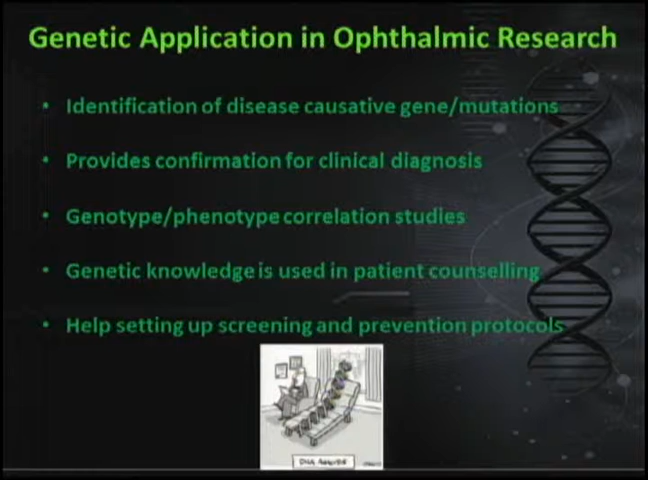 Genetic Application in Ophthalmic Research
• Identification of disease causative gene/mutations
• Provides confirmation for clinical diagnosis
• Genotype/phenotype correlation studies
• Genetic knowledge is used in patient counselling
• Help setting up screening and prevention protocols
DNA ANALYSIS